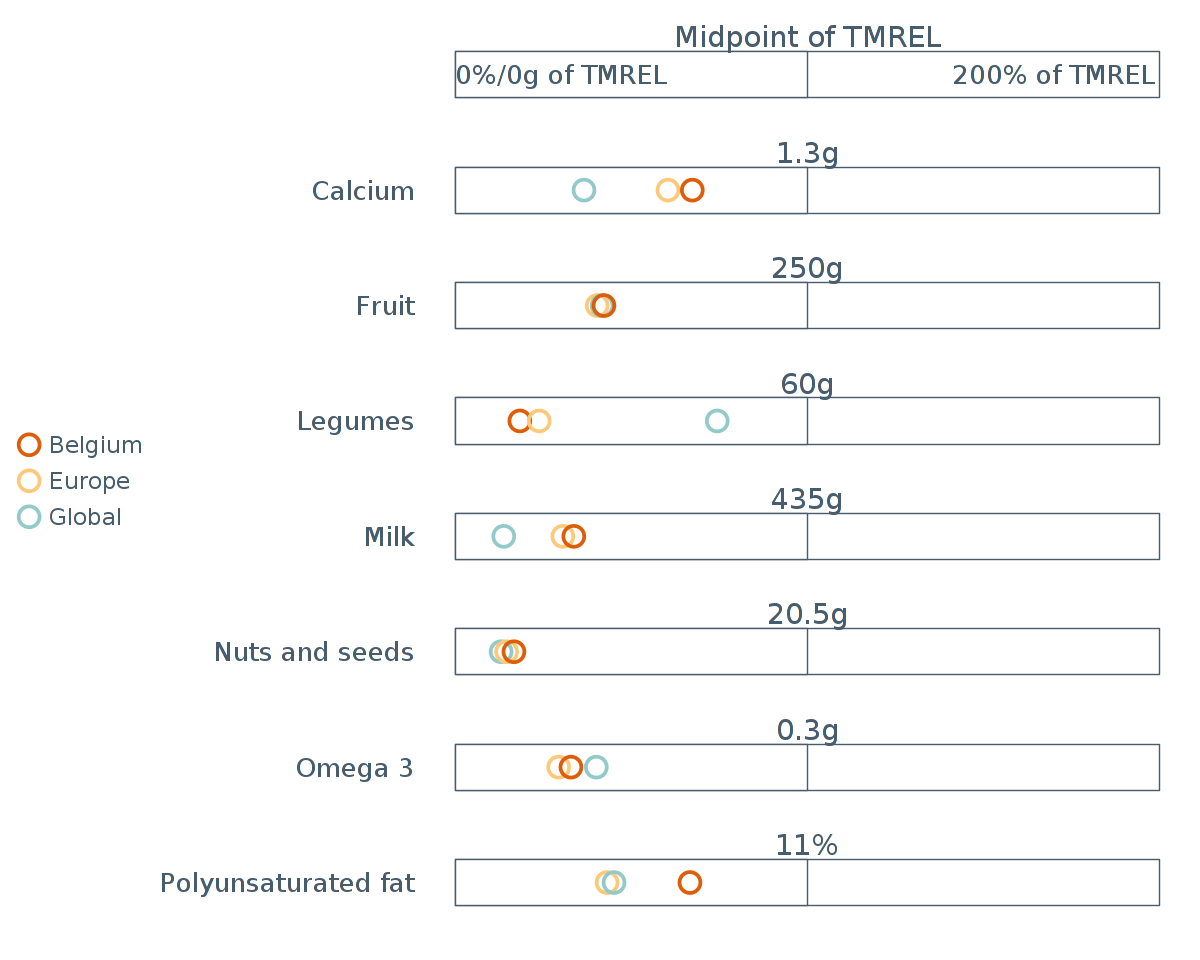 Midpoint of TMREL
0%/0g of TMREL 200% of TMREL
1.3g
Calcium
250g
Fruit
60g
Legumes
Belgium
Europe
Global
435g
Milk
20.5g
Nuts and seeds
0.3g
Omega 3
11%
Polyunsaturated fat